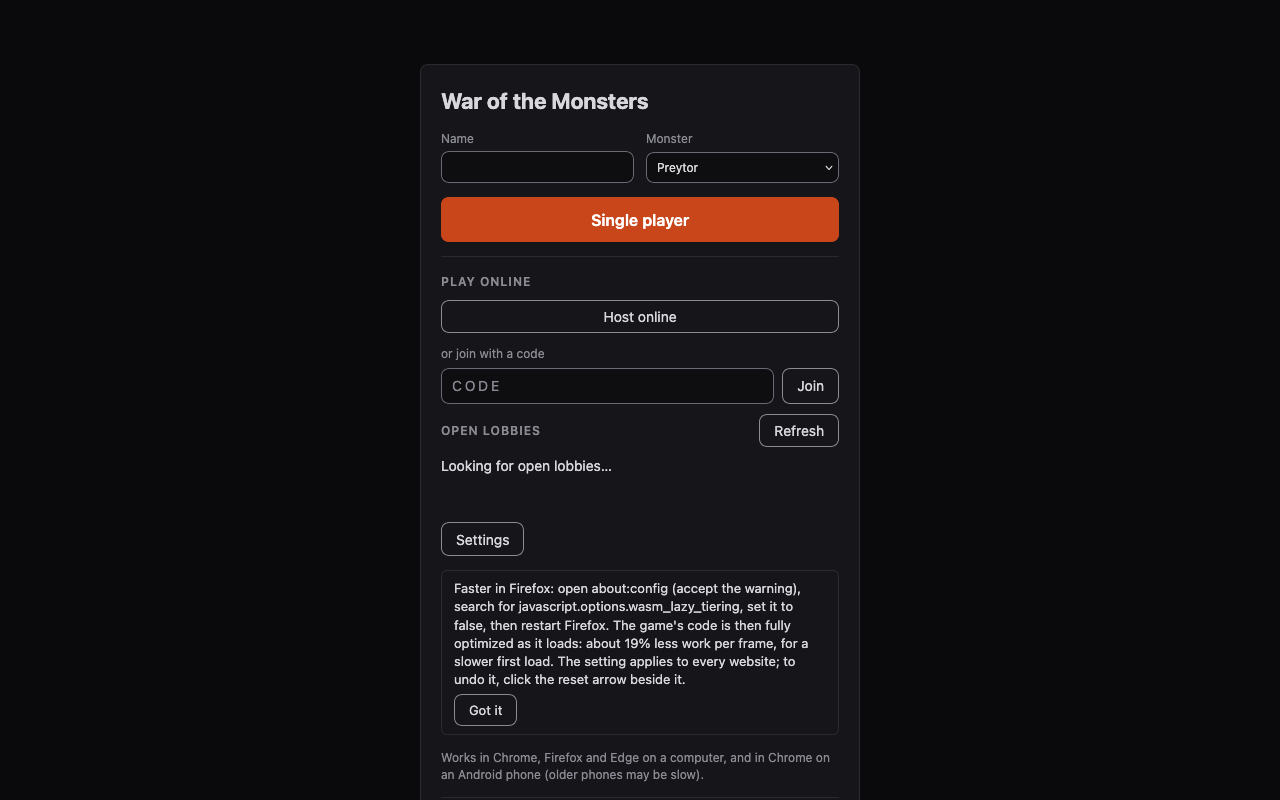 War of the Monsters
Name
Monster
Preytor
Single player
PLAY ONLINE
Host online
or join with a code
CODE
Join
OPEN LOBBIES
Refresh
Looking for open lobbies...
Settings
Faster in Firefox: open about:config (accept the warning),
search for javascript.options.wasm_lazy_tiering, set it to
false, then restart Firefox. The game's code is then fully
optimized as it loads: about 19% less work per frame, for a
slower first load. The setting applies to every website; to
undo it, click the reset arrow beside it.
Got it
Works in Chrome, Firefox and Edge on a computer, and in Chrome on
an Android phone (older phones may be slow).